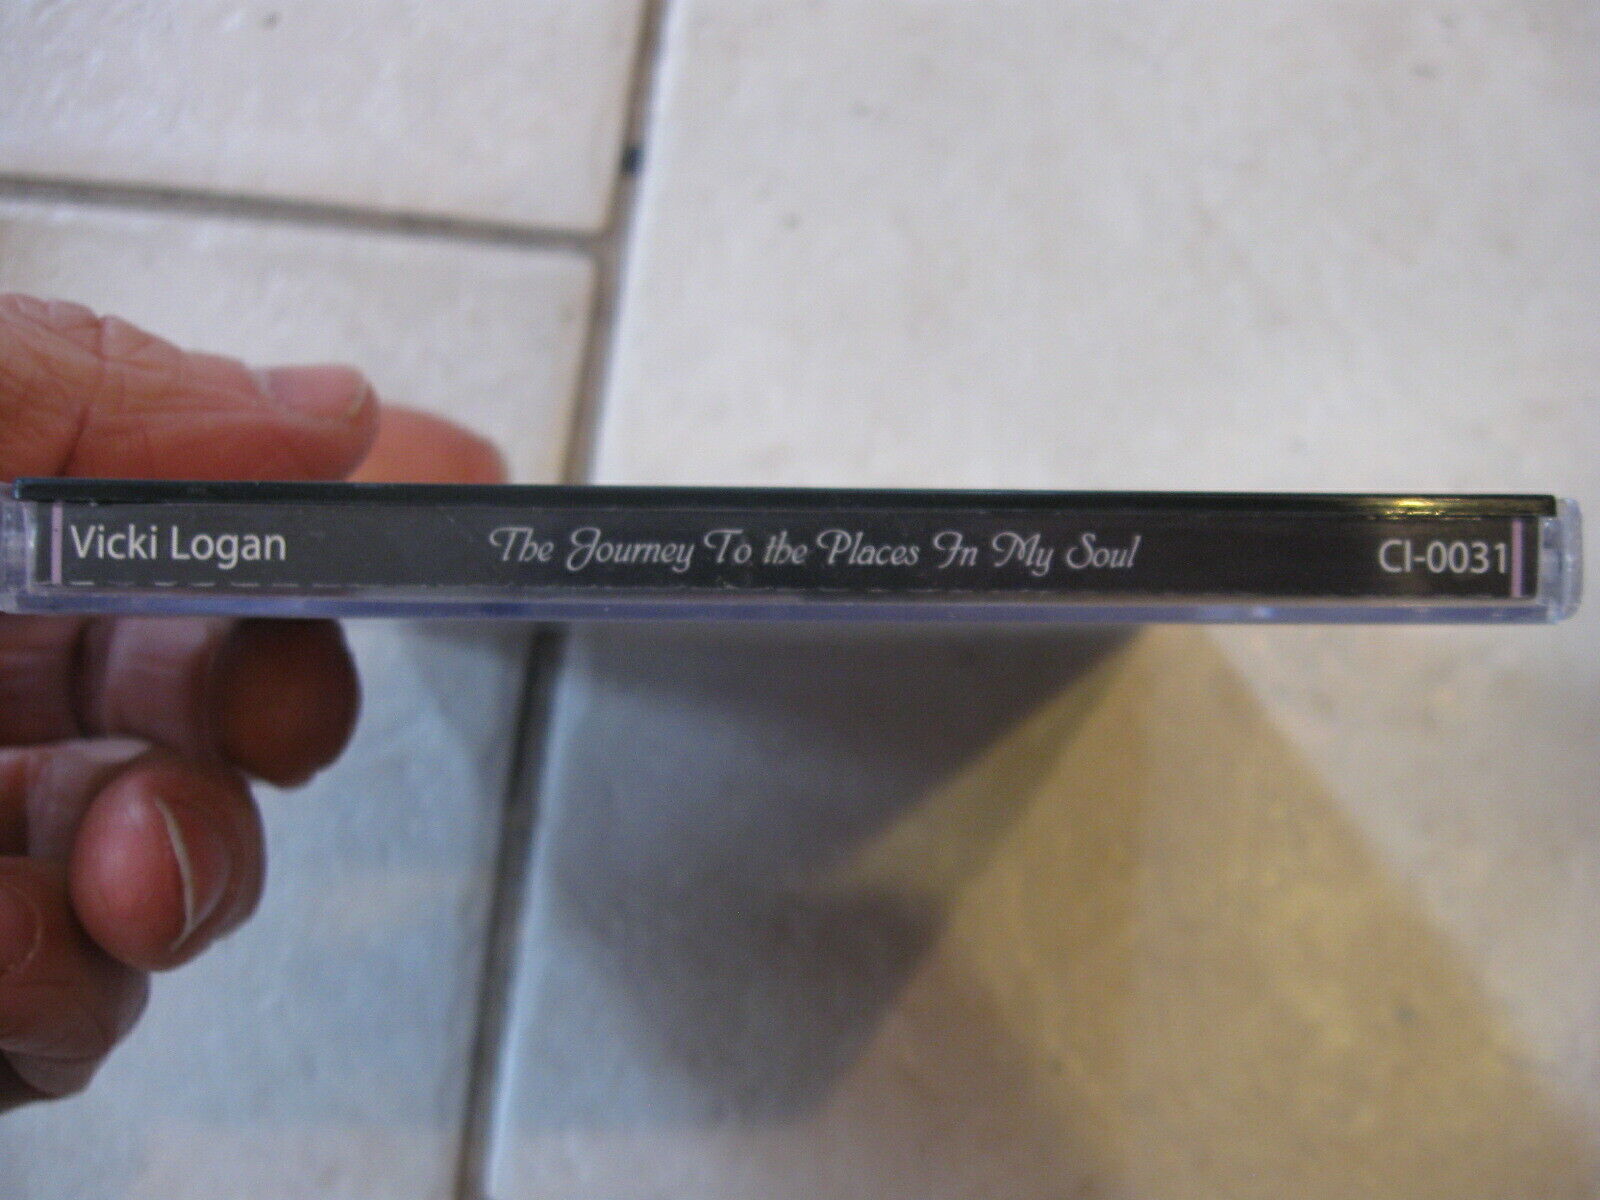 Vicki Logan The Journey To the Places In My Soul CI-0031